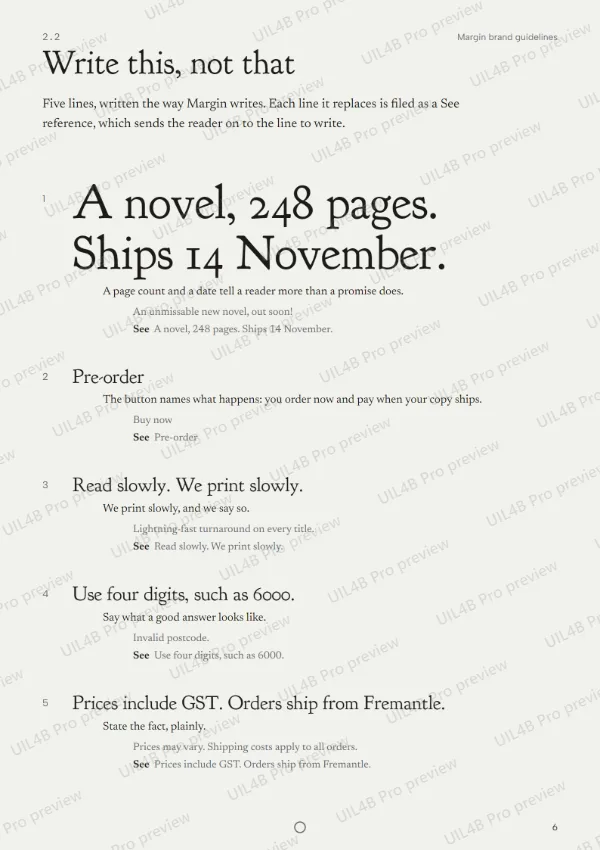 2.2
Margin brand guidelines
Write this, not that
Five lines, written the way Margin writes. Each line it replaces is filed as a See
reference, which sends the reader on to the line to write.
1
A novel, 248 pages.
Ships 14 November.
A page count and a date tell a reader more than a promise does.
An unmissable new novel, out soon!
See A novel, 248 pages. Ships 14 November.
2
Pre-order
The button names what happens: you order now and pay when your copy ships.
Buy now
See Pre-order
3
Read slowly. We print slowly.
We print slowly, and we say so.
Lightning-fast turnaround on every title.
See Read slowly. We print slowly.
4
Use four digits, such as 6000.
Say what a good answer looks like.
Invalid postcode.
See Use four digits, such as 6000.
5
Prices include GST. Orders ship from Fremantle.
State the fact, plainly.
Prices may vary. Shipping costs apply to all orders.
See Prices include GST. Orders ship from Fremantle.
6
UIL4B Pro preview